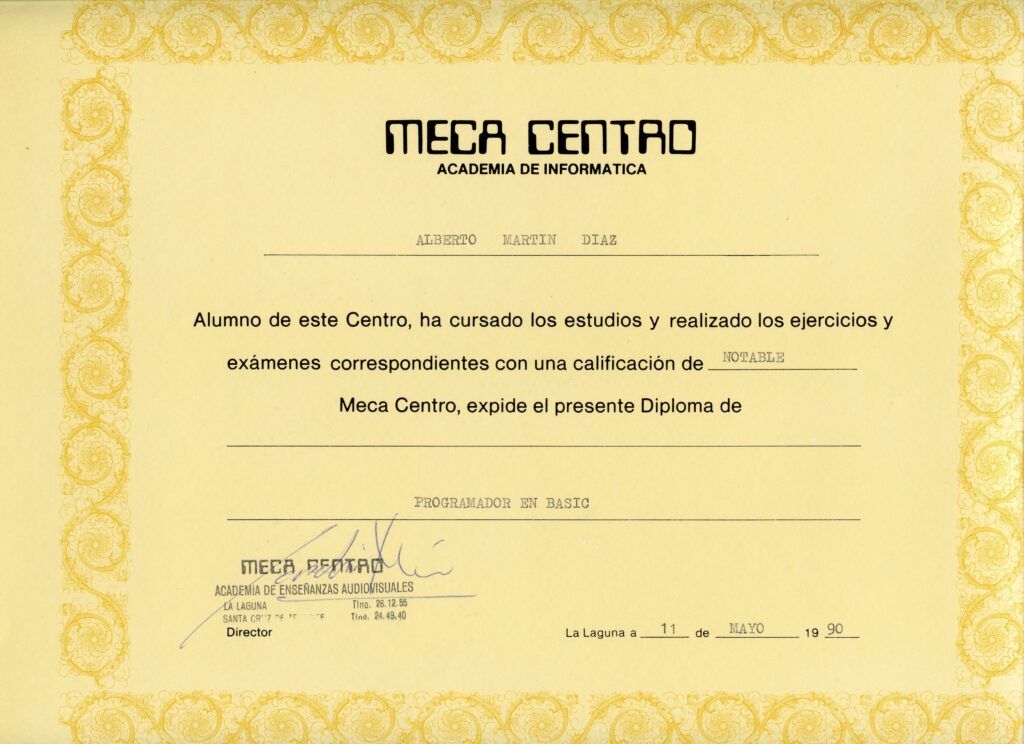 MECA CENTRO
ACADEMIA DE INFORMATICA
ALBERTO MARTIN DIAZ
Alumno de este Centro, ha cursado los estudios y realizado los ejercicios y
exámenes correspondientes con una calificación de NOTABLE
Meca Centro, expide el presente Diploma de
PROGRAMADOR EN BASIC
MECA CENTRO
ACADEMIA DE ENSEÑANZAS AUDIOVISUALES
LA LAGUNA Tlno. 26.12.55
SANTA CRUZ DE Tlno. 24.49.40
Director
La Laguna a 11 de MAYO 19 90